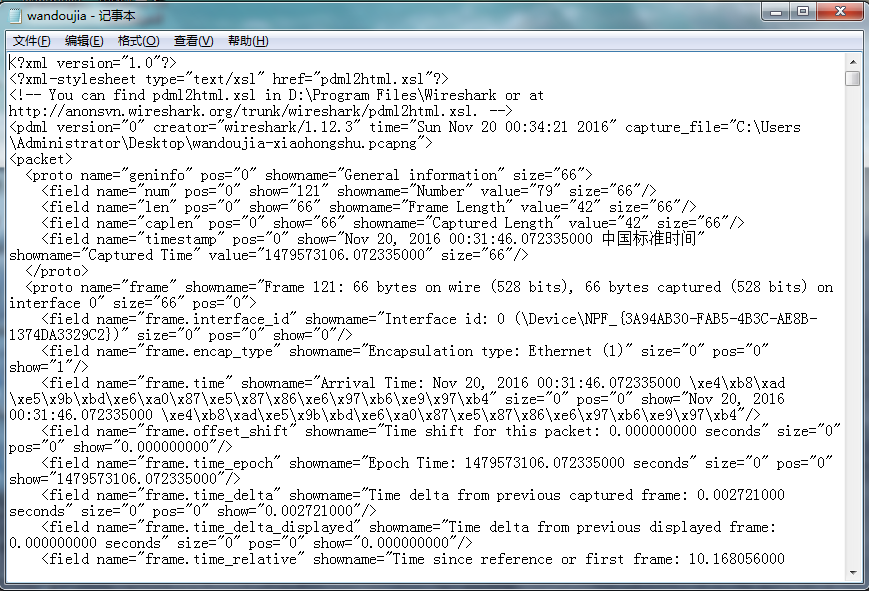 wandoujia - 记事本
文件(F) 编辑(E) 格式(O) 查看(V) 帮助(H)
<?xml version="1.0"?>
<?xml-stylesheet type="text/xsl" href="pdml2html.xsl"?>
<!-- You can find pdml2html.xsl in D:\Program Files\Wireshark or at
http://anonsvn.wireshark.org/trunk/wireshark/pdml2html.xsl. -->
<pdml version="0" creator="wireshark/1.12.3" time="Sun Nov 20 00:34:21 2016" capture_file="C:\Users
\Administrator\Desktop\wandoujia-xiaohongshu.pcapng">
<packet>
  <proto name="geninfo" pos="0" showname="General information" size="66">
    <field name="num" pos="0" show="121" showname="Number" value="79" size="66"/>
    <field name="len" pos="0" show="66" showname="Frame Length" value="42" size="66"/>
    <field name="caplen" pos="0" show="66" showname="Captured Length" value="42" size="66"/>
    <field name="timestamp" pos="0" show="Nov 20, 2016 00:31:46.072335000 中国标准时间"
showname="Captured Time" value="1479573106.072335000" size="66"/>
  </proto>
  <proto name="frame" showname="Frame 121: 66 bytes on wire (528 bits), 66 bytes captured (528 bits) on
interface 0" size="66" pos="0">
    <field name="frame.interface_id" showname="Interface id: 0 (\Device\NPF_{3A94AB30-FAB5-4B3C-AE8B-
1374DA3329C2})" size="0" pos="0" show="0"/>
    <field name="frame.encap_type" showname="Encapsulation type: Ethernet (1)" size="0" pos="0"
show="1"/>
    <field name="frame.time" showname="Arrival Time: Nov 20, 2016 00:31:46.072335000 \xe4\xb8\xad
\xe5\x9b\xbd\xe6\xa0\x87\xe5\x87\x86\xe6\x97\xb6\xe9\x97\xb4" size="0" pos="0" show="Nov 20, 2016
00:31:46.072335000 \xe4\xb8\xad\xe5\x9b\xbd\xe6\xa0\x87\xe5\x87\x86\xe6\x97\xb6\xe9\x97\xb4"/>
    <field name="frame.offset_shift" showname="Time shift for this packet: 0.000000000 seconds" size="0"
pos="0" show="0.000000000"/>
    <field name="frame.time_epoch" showname="Epoch Time: 1479573106.072335000 seconds" size="0" pos="0"
show="1479573106.072335000"/>
    <field name="frame.time_delta" showname="Time delta from previous captured frame: 0.002721000
seconds" size="0" pos="0" show="0.002721000"/>
    <field name="frame.time_delta_displayed" showname="Time delta from previous displayed frame:
0.000000000 seconds" size="0" pos="0" show="0.000000000"/>
    <field name="frame.time_relative" showname="Time since reference or first frame: 10.168056000